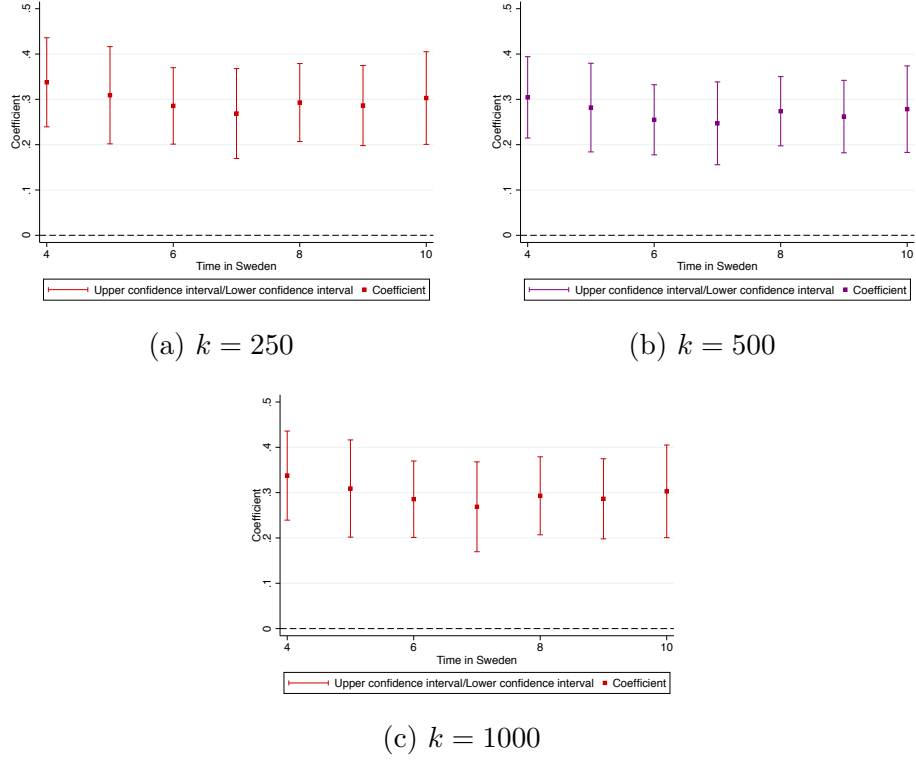 .5
.4
.3
.2
.1
0
Coefficient
4 6 8 10
Time in Sweden
Upper confidence interval/Lower confidence interval Coefficient
(a) k = 250
.5
.4
.3
.2
.1
0
Coefficient
4 6 8 10
Time in Sweden
Upper confidence interval/Lower confidence interval Coefficient
(b) k = 500
.5
.4
.3
.2
.1
0
Coefficient
4 6 8 10
Time in Sweden
Upper confidence interval/Lower confidence interval Coefficient
(c) k = 1000